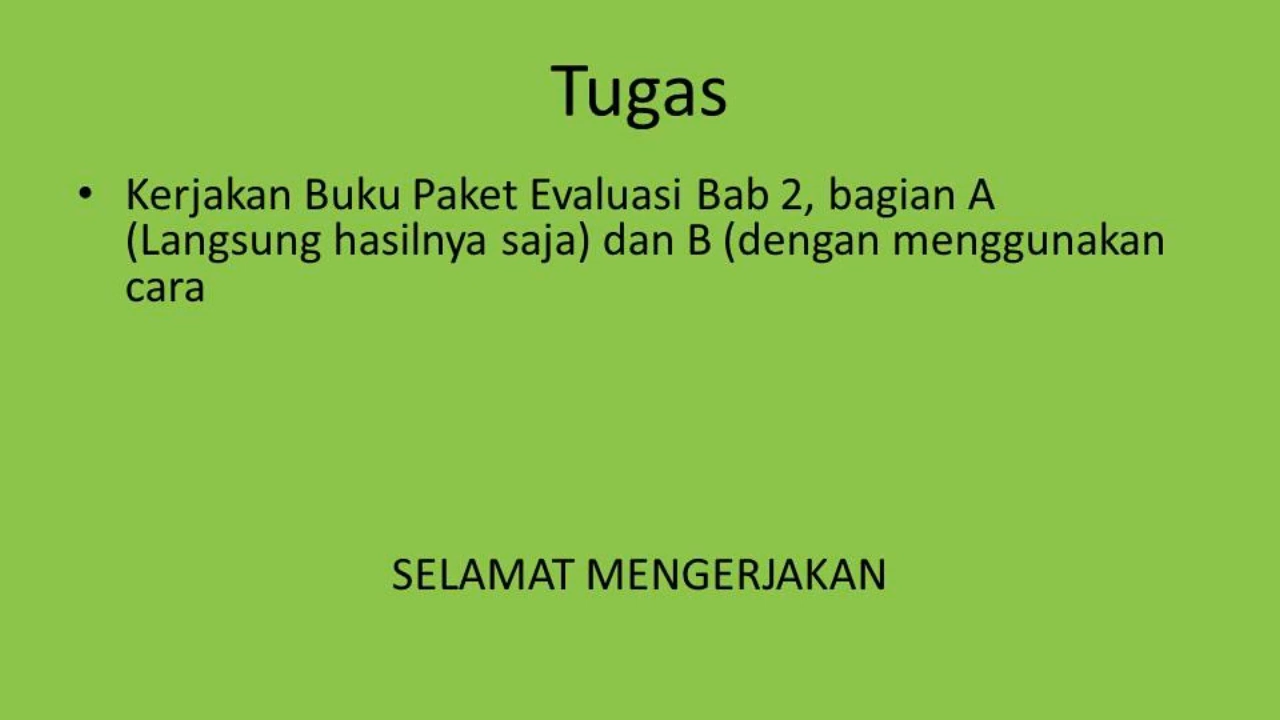 Tugas
• Kerjakan Buku Paket Evaluasi Bab 2, bagian A
(Langsung hasilnya saja) dan B (dengan menggunakan
cara
SELAMAT MENGERJAKAN